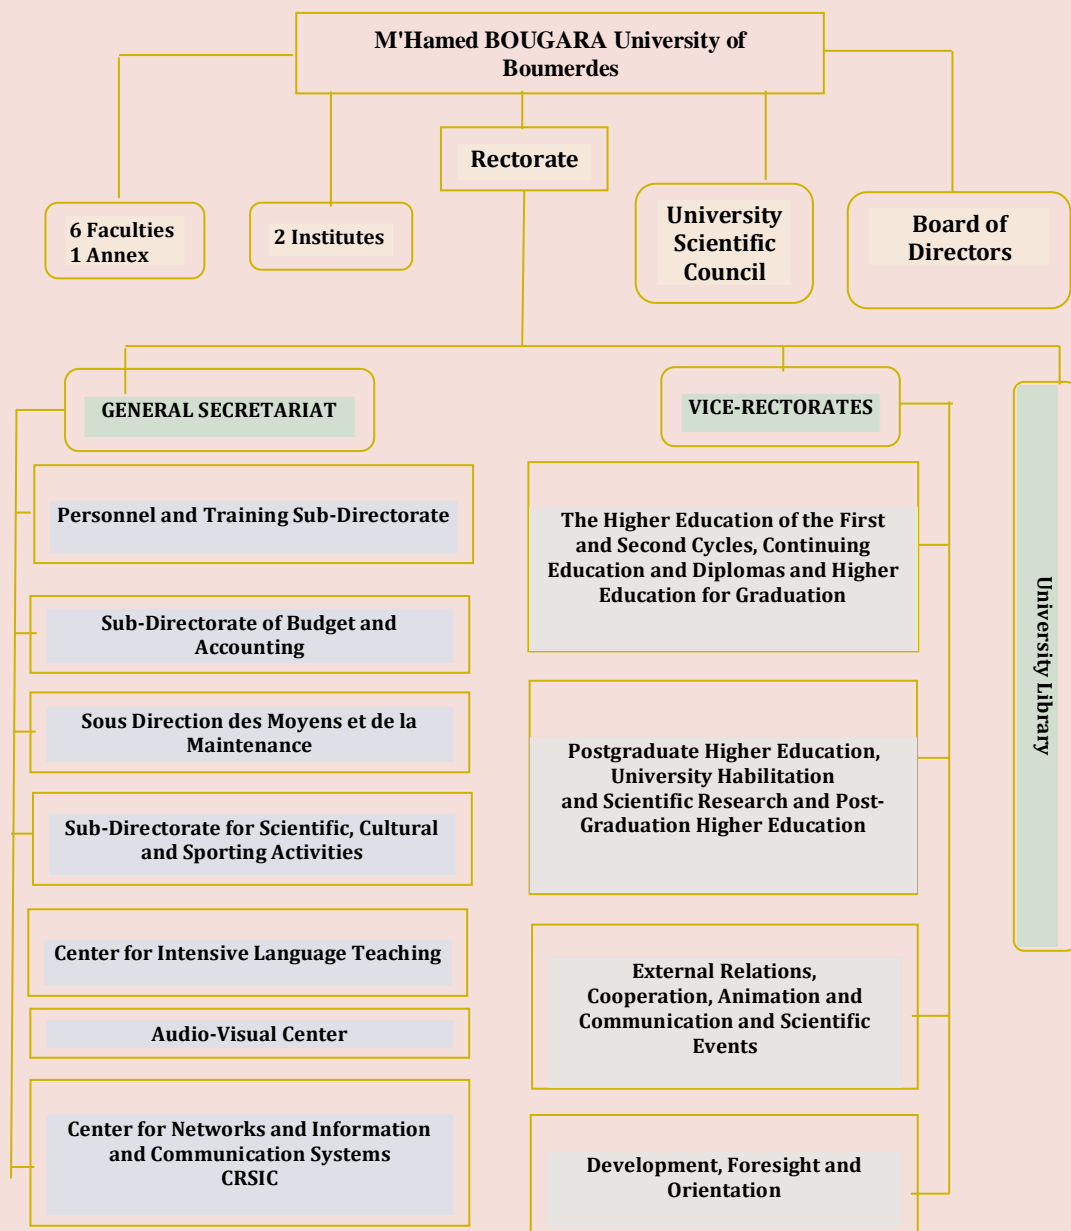 M'Hamed BOUGARA University of
Boumerdes
Rectorate
6 Faculties
1 Annex
2 Institutes
University
Scientific
Council
Board of
Directors
GENERAL SECRETARIAT
Personnel and Training Sub-Directorate
Sub-Directorate of Budget and
Accounting
Sous Direction des Moyens et de la
Maintenance
Sub-Directorate for Scientific, Cultural
and Sporting Activities
Center for Intensive Language Teaching
Audio-Visual Center
Center for Networks and Information
and Communication Systems
CRSIC
VICE-RECTORATES
The Higher Education of the First
and Second Cycles, Continuing
Education and Diplomas and Higher
Education for Graduation
Postgraduate Higher Education,
University Habilitation
and Scientific Research and Post-
Graduation Higher Education
External Relations,
Cooperation, Animation and
Communication and Scientific
Events
Development, Foresight and
Orientation
University Library